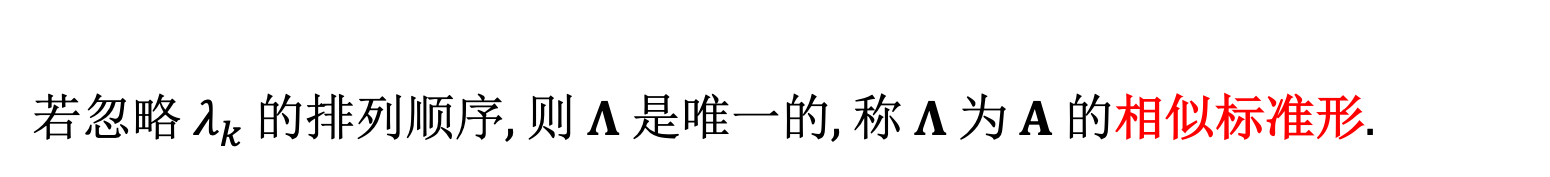 若忽略 λₖ 的排列顺序, 则 Λ 是唯一的, 称 Λ 为 A 的相似标准形.